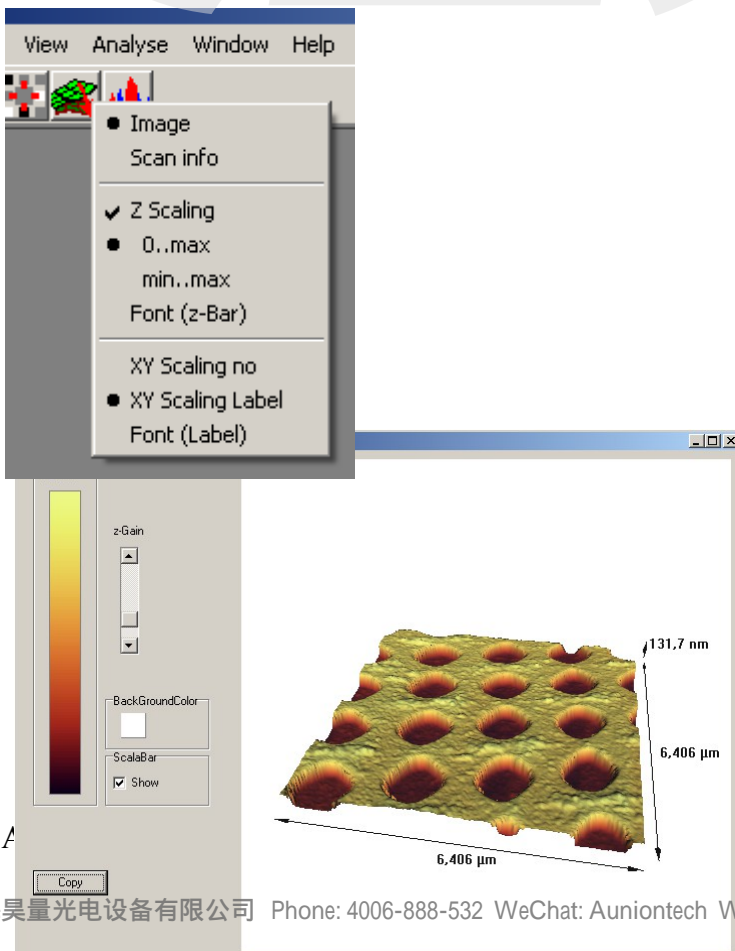 View Analyse Window Help
Image
Scan info
Z Scaling
0..max
min..max
Font (z-Bar)
XY Scaling no
XY Scaling Label
Font (Label)
z-Gain
BackGroundColor
ScalaBar
Show
131,7 nm
6,406 µm
6,406 µm
A
Copy
昊量光电设备有限公司 Phone: 4006-888-532 WeChat: Auniontech W